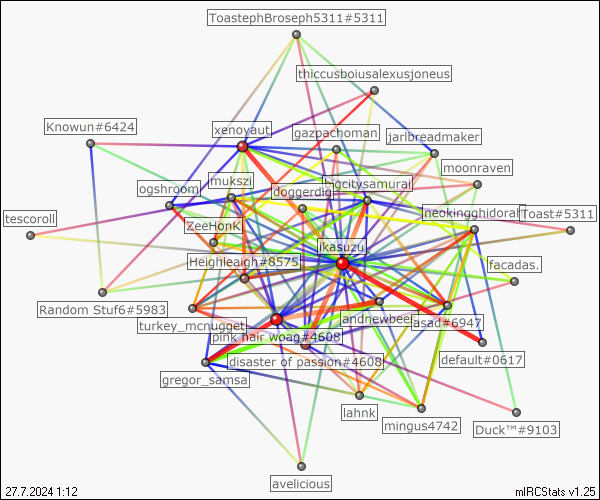 ToastephBroseph5311#5311
thiccusboiusalexusjoneus
Knowun#6424
xenovaut
gazpachoman
jarlbreadmaker
moonraven
mukszi
ogshroom
doggerdig
bigcitysamurai
neokingghidorah
tescoroll
ZeeHonk
Toast#5311
ikasuzu
Heighleaigh#8575
facadas.
Random Stuf6#5983
turkey_mcnugget
andnewbeer
asad#6947
pink hair woag#4608
default#0617
disaster of passion#4608
gregor_samsa
lahnk
mingus4742
Duck™#9103
avelicious
27.7.2024 1:12
mIRCStats v1.25